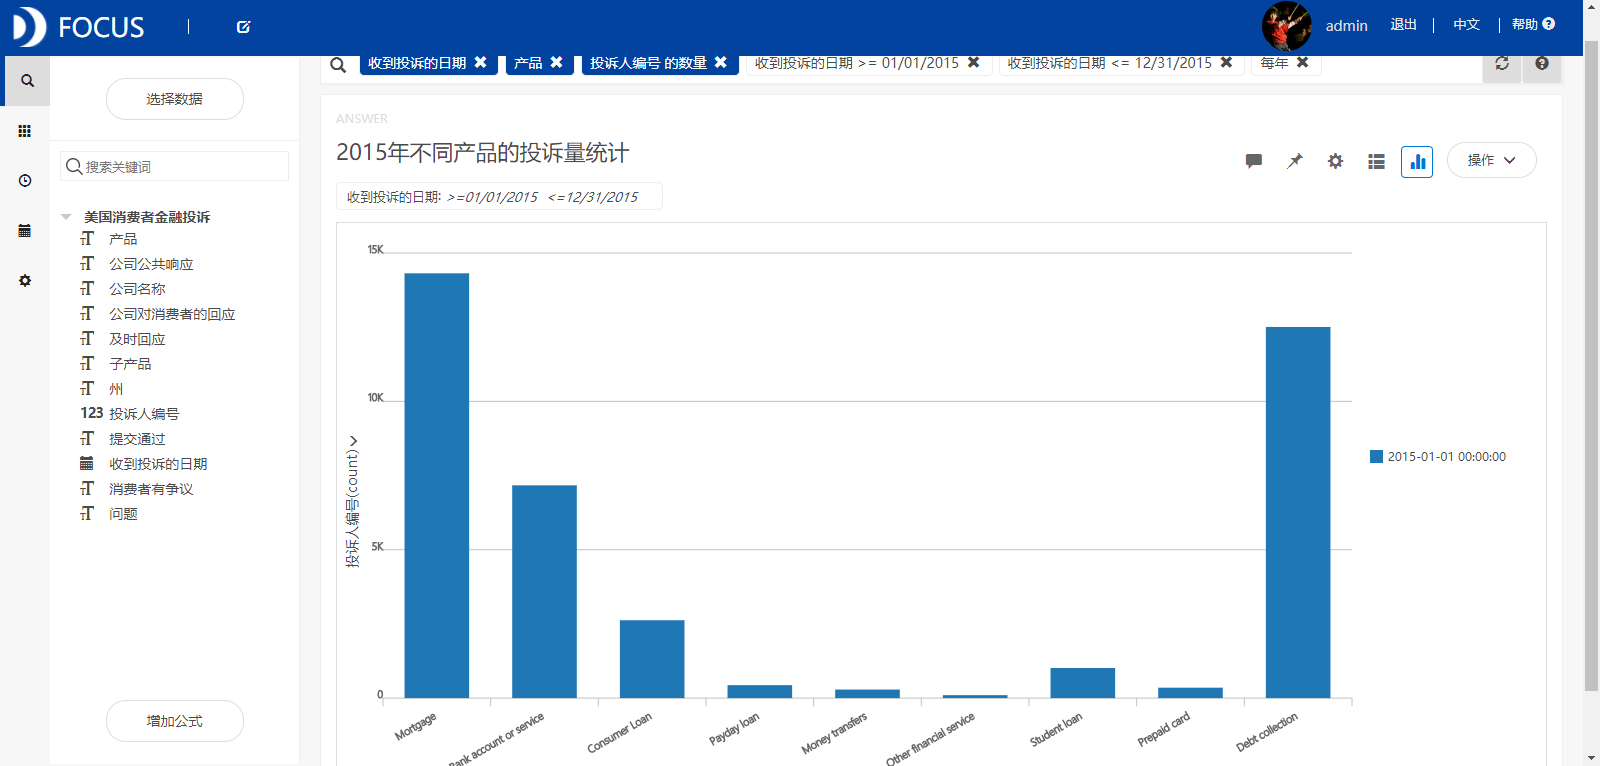 FOCUS
admin 退出 中文 帮助
收到投诉的日期 产品 投诉人编号 的数量 收到投诉的日期 >= 01/01/2015 收到投诉的日期 <= 12/31/2015 每年
选择数据
搜索关键词
美国消费者金融投诉
产品
公司公共响应
公司名称
公司对消费者的回应
及时回应
子产品
州
123 投诉人编号
提交通过
收到投诉的日期
消费者有争议
问题
增加公式
ANSWER
2015年不同产品的投诉量统计
操作
收到投诉的日期: >=01/01/2015 <=12/31/2015
15K
10K
5K
0
投诉人编号(count)
Mortgage
Bank account or service
Consumer Loan
Payday loan
Money transfers
Other financial service
Student loan
Prepaid card
Debt collection
2015-01-01 00:00:00